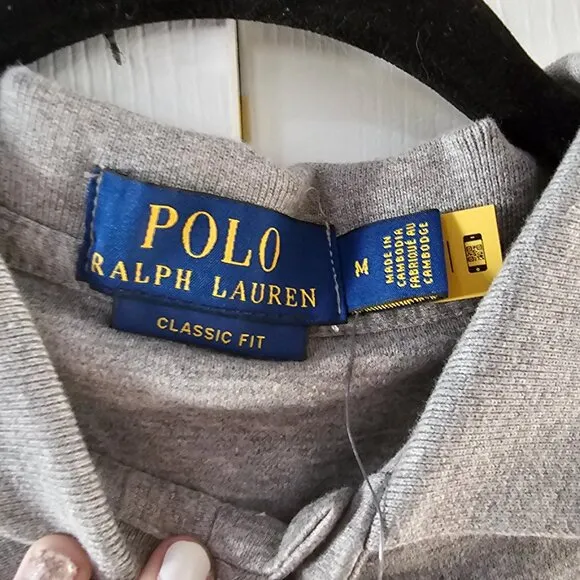 POLO
RALPH LAUREN
CLASSIC FIT
M
MADE IN
CAMBODIA
FABRIQUÉ AU
CAMBODGE